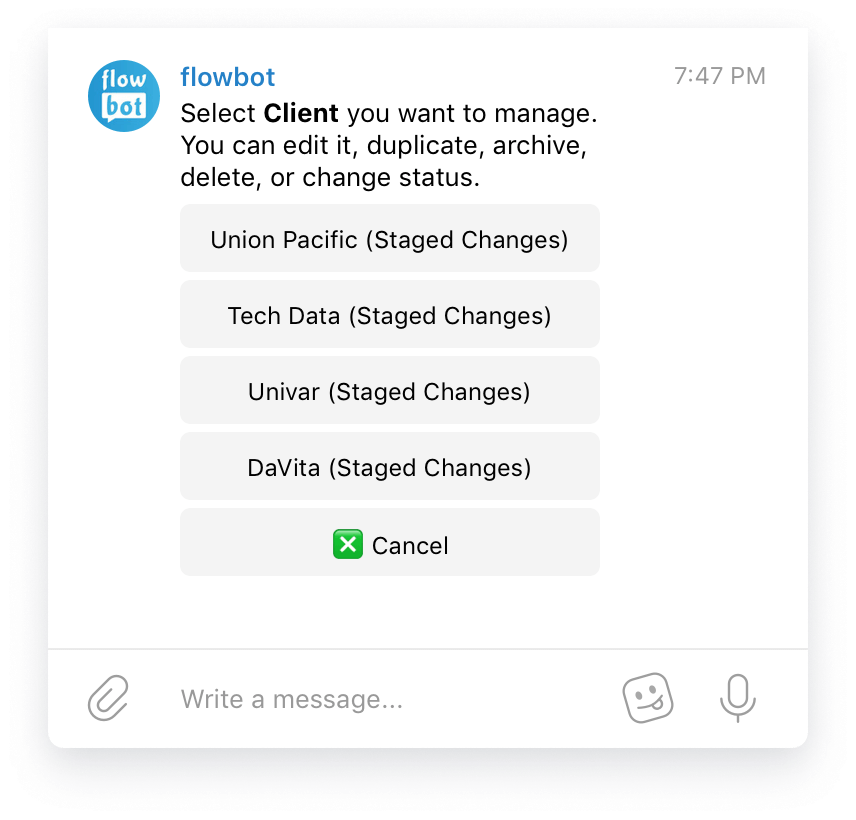 flow
bot
flowbot
7:47 PM
Select Client you want to manage.
You can edit it, duplicate, archive,
delete, or change status.
Union Pacific (Staged Changes)
Tech Data (Staged Changes)
Univar (Staged Changes)
DaVita (Staged Changes)
❎ Cancel
Write a message...